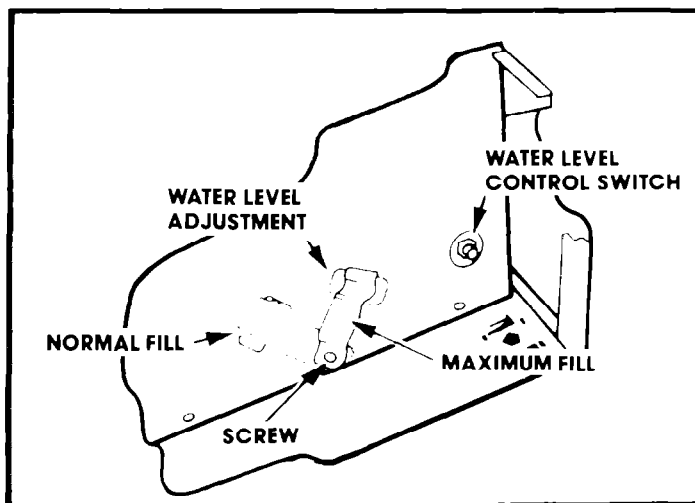 WATER LEVEL
CONTROL SWITCH
WATER LEVEL
ADJUSTMENT
NORMAL FILL
MAXIMUM FILL
SCREW